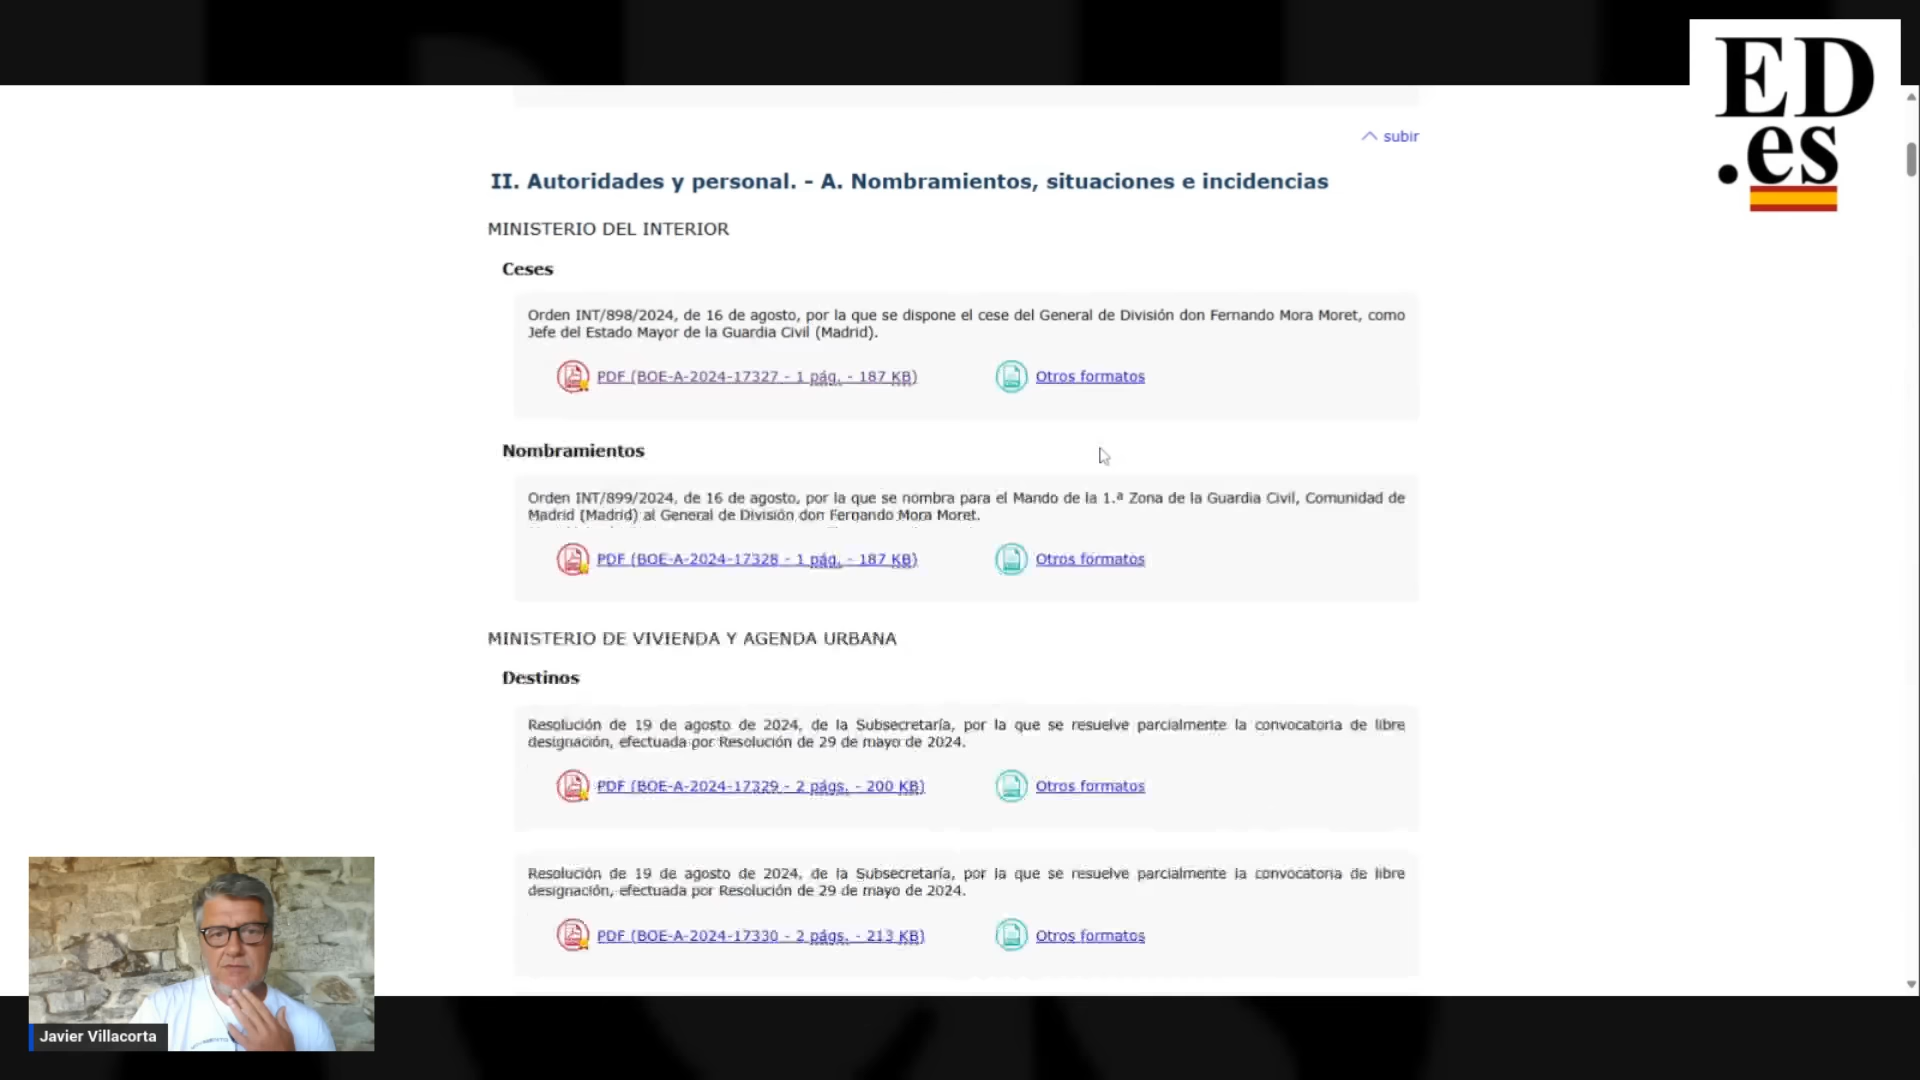 ED
.es
subir
II. Autoridades y personal. - A. Nombramientos, situaciones e incidencias
MINISTERIO DEL INTERIOR
Ceses
Orden INT/898/2024, de 16 de agosto, por la que se dispone el cese del General de División don Fernando Mora Moret, como
Jefe del Estado Mayor de la Guardia Civil (Madrid).
PDF (BOE-A-2024-17327 - 1 pág. - 187 KB)
Otros formatos
Nombramientos
Orden INT/899/2024, de 16 de agosto, por la que se nombra para el Mando de la 1.ª Zona de la Guardia Civil, Comunidad de
Madrid (Madrid) al General de División don Fernando Mora Moret.
PDF (BOE-A-2024-17328 - 1 pág. - 187 KB)
Otros formatos
MINISTERIO DE VIVIENDA Y AGENDA URBANA
Destinos
Resolución de 19 de agosto de 2024, de la Subsecretaría, por la que se resuelve parcialmente la convocatoria de libre
designación, efectuada por Resolución de 29 de mayo de 2024.
PDF (BOE-A-2024-17329 - 2 págs. - 200 KB)
Otros formatos
Resolución de 19 de agosto de 2024, de la Subsecretaría, por la que se resuelve parcialmente la convocatoria de libre
designación, efectuada por Resolución de 29 de mayo de 2024.
PDF (BOE-A-2024-17330 - 2 págs. - 213 KB)
Otros formatos
Javier Villacorta